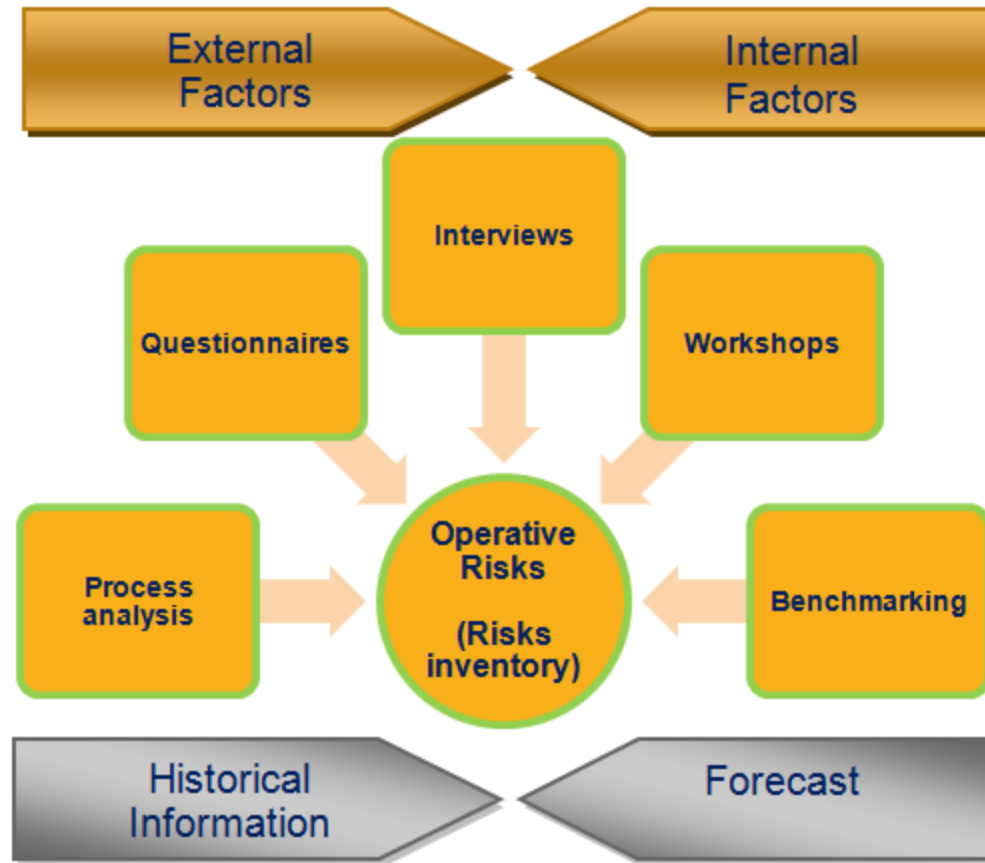 External
Factors
Internal
Factors
Interviews
Questionnaires
Workshops
Process
analysis
Operative
Risks
(Risks
inventory)
Benchmarking
Historical
Information
Forecast